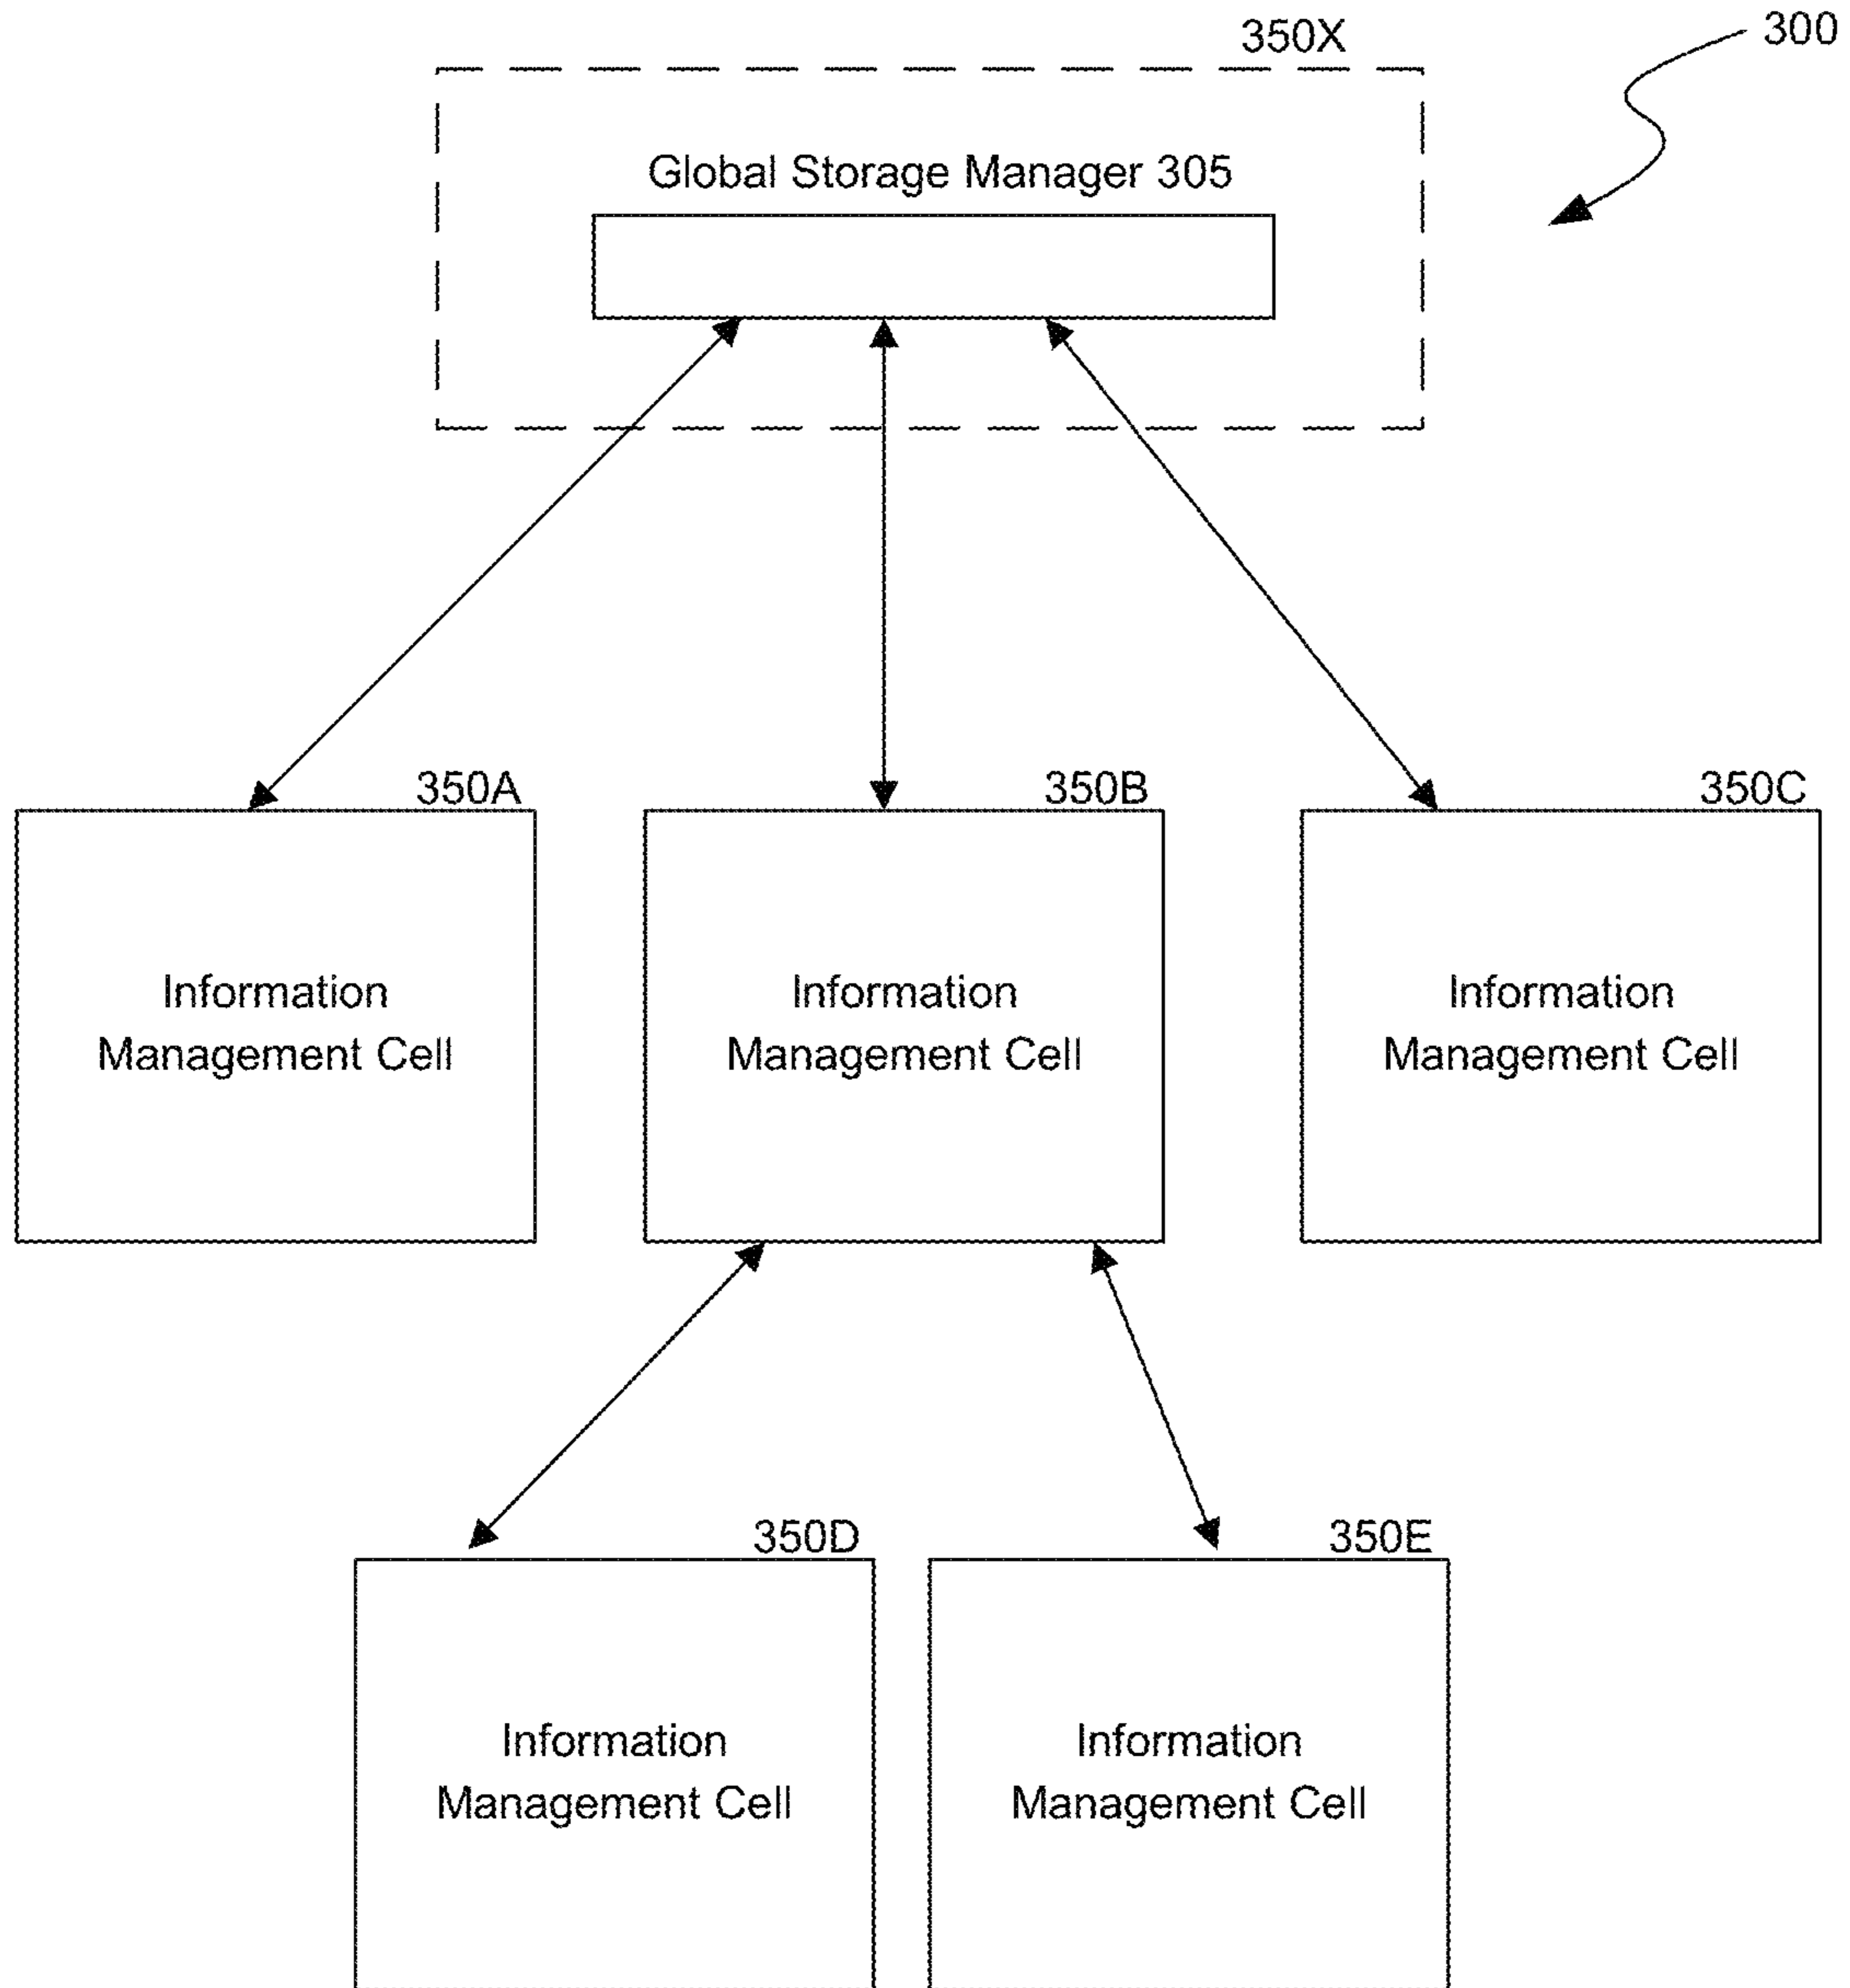 350X
300
Global Storage Manager 305
350A
350B
350C
Information
Management Cell
Information
Management Cell
Information
Management Cell
350D
350E
Information
Management Cell
Information
Management Cell